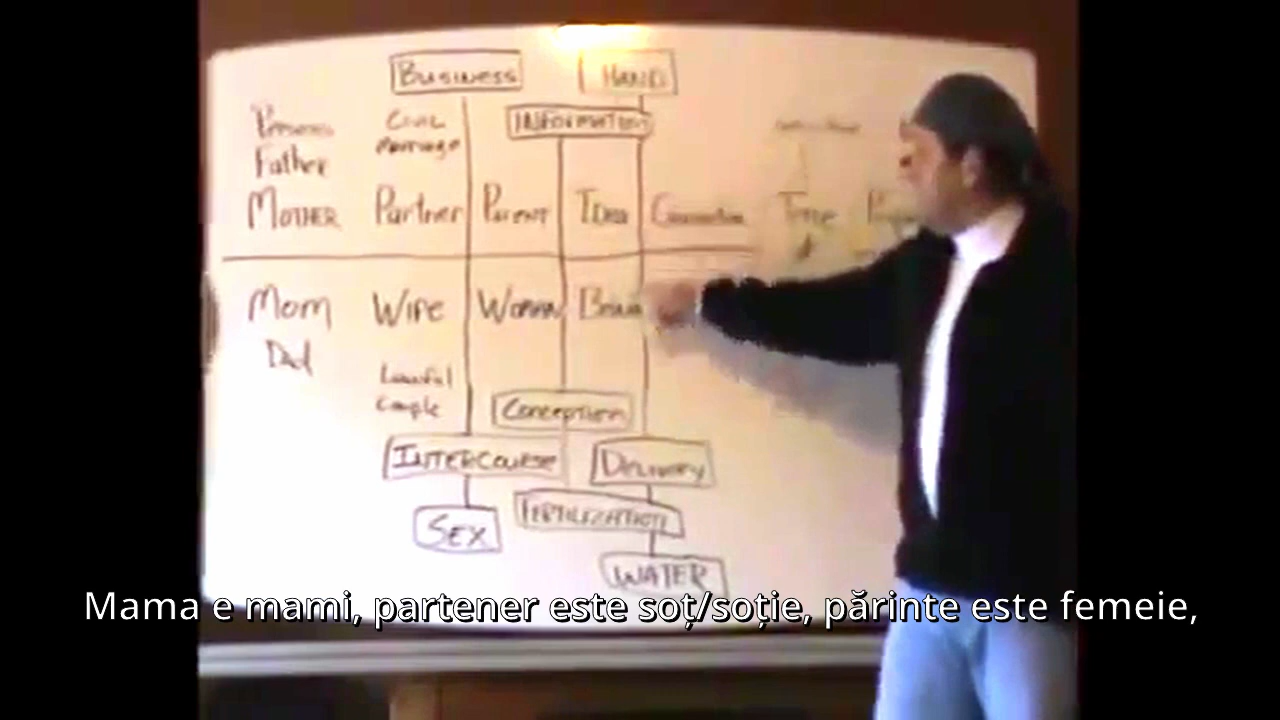 BUSINESS HAND
Father
Civil
marriage
INFORMATION
MOTHER Partner PARENT IDEA
Mom WIFE WOMAN
Dad
Lawful
Couple
CONCEPTION
INTERCOURSE DELIVERY
FERTILIZATION
SEX
WATER
Mama e mami, partener este soț/soție, părinte este femeie,